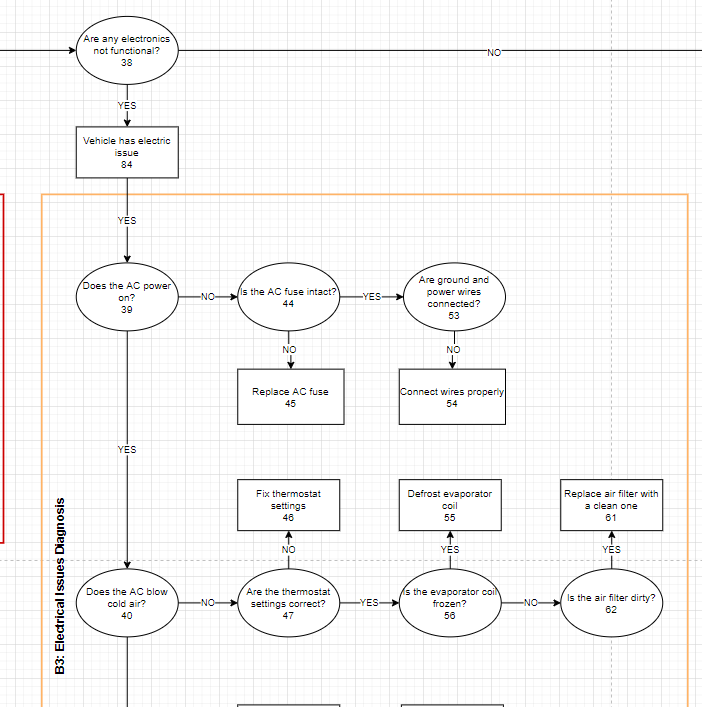 Are any electronics
not functional?
38
NO
YES
Vehicle has electric
issue
84
YES
Does the AC power
on?
39
NO
Is the AC fuse intact?
44
YES
Are ground and
power wires
connected?
53
NO
NO
Replace AC fuse
45
Connect wires properly
54
YES
B3: Electrical Issues Diagnosis
Fix thermostat
settings
46
Defrost evaporator
coil
55
Replace air filter with
a clean one
61
NO
YES
YES
Does the AC blow
cold air?
40
NO
Are the thermostat
settings correct?
47
YES
Is the evaporator coil
frozen?
56
NO
Is the air filter dirty?
62